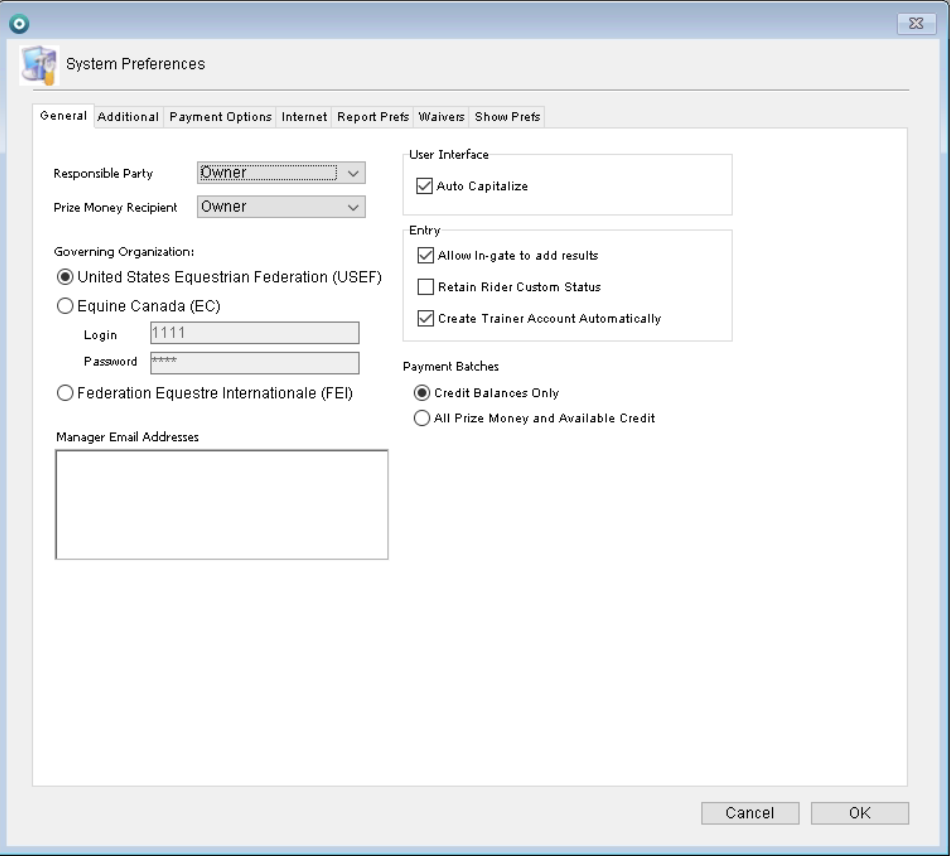 System Preferences
General Additional Payment Options Internet Report Prefs Waivers Show Prefs
Responsible Party Owner
Prize Money Recipient Owner
Governing Organization:
United States Equestrian Federation (USEF)
Equine Canada (EC)
Login 1111
Password ****
Federation Equestre Internationale (FEI)
Manager Email Addresses
User Interface
Auto Capitalize
Entry
Allow In-gate to add results
Retain Rider Custom Status
Create Trainer Account Automatically
Payment Batches
Credit Balances Only
All Prize Money and Available Credit
Cancel OK